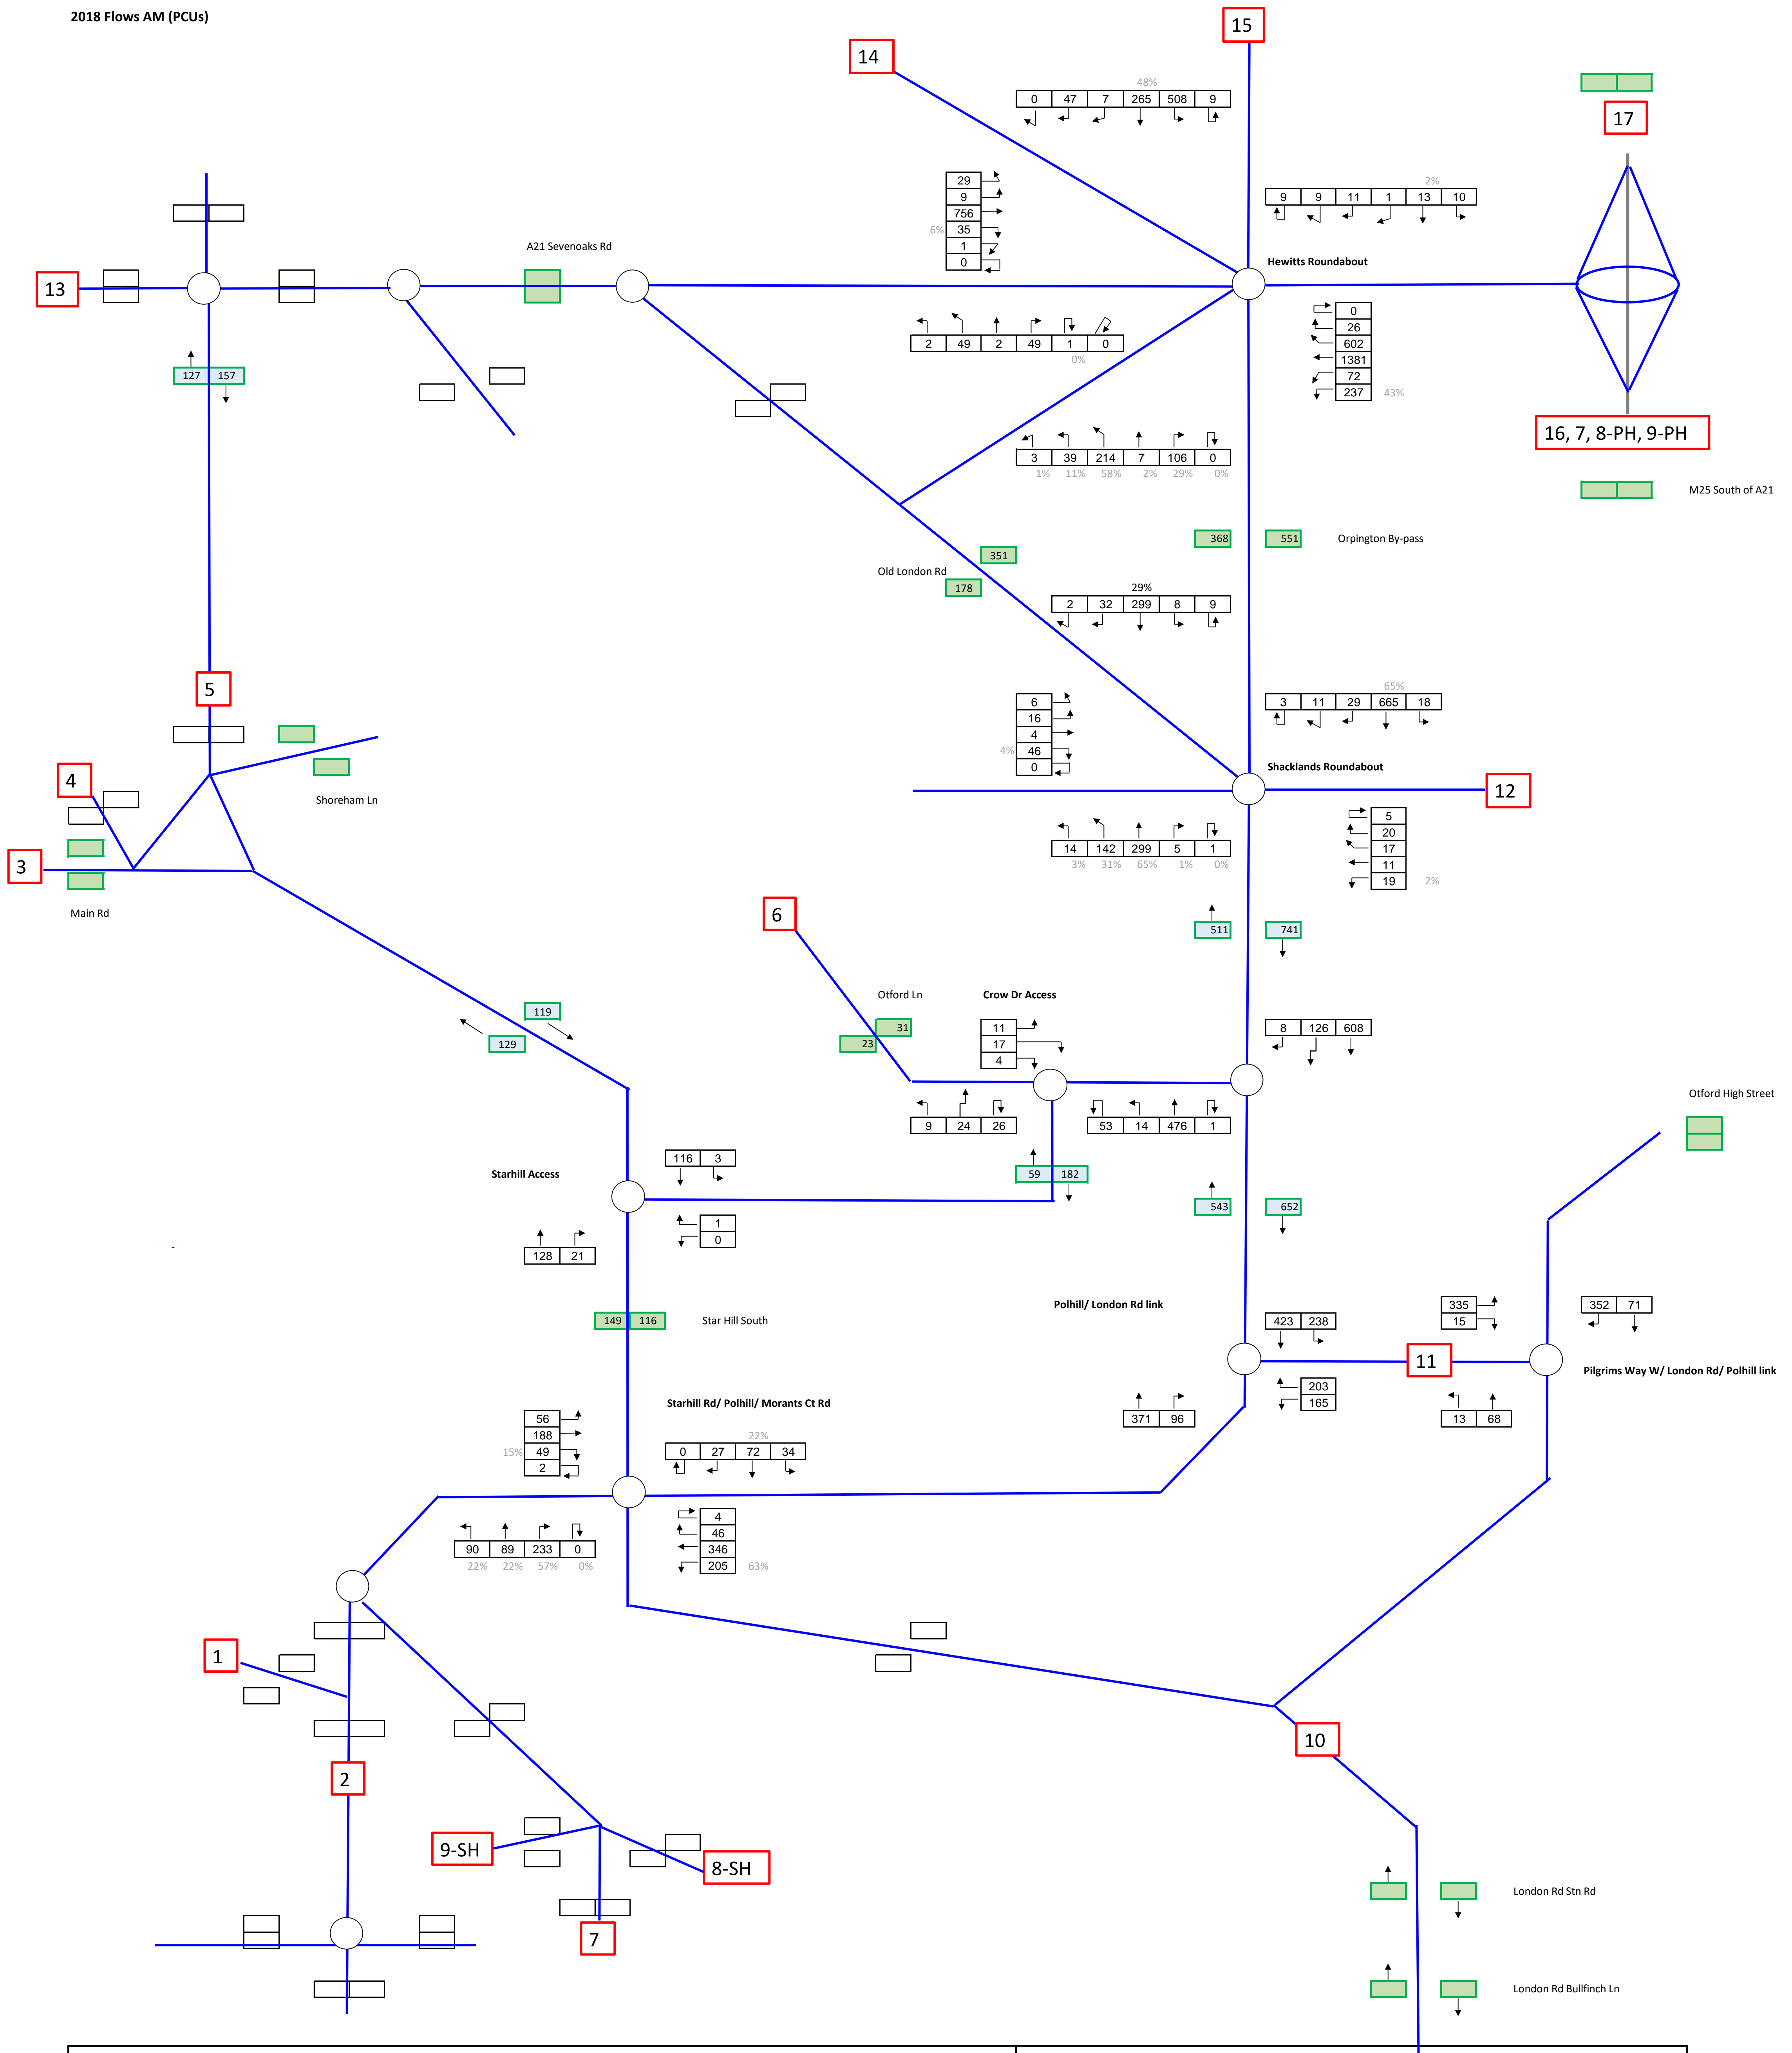 2018 Flows AM (PCUs)
15
14
48%
0 47 7 265 508 9
17
29
9
756
6% 35
1
0
2%
9 9 11 1 13 10
A21 Sevenoaks Rd
Hewitts Roundabout
13
0
26
602
1381
72
237 43%
2 49 2 49 1 0
0%
127 157
16, 7, 8-PH, 9-PH
3 39 214 7 106 0
1% 11% 58% 2% 29% 0%
M25 South of A21
368 551 Orpington By-pass
351
Old London Rd
178
29%
2 32 299 8 9
5
65%
3 11 29 665 18
6
16
4
4% 46
0
4
Shacklands Roundabout
12
Shoreham Ln
5
20
17
11
19 2%
14 142 299 5 1
3% 31% 65% 1% 0%
3
Main Rd
6
511 741
Otford Ln
Crow Dr Access
119
129
31
23
11
17
4
8 126 608
Otford High Street
9 24 26
53 14 476 1
116 3
Starhill Access
59 182
543 652
1
0
128 21
-
Polhill/ London Rd link
149 116 Star Hill South
423 238
335
15
352 71
11
Pilgrims Way W/ London Rd/ Polhill link
203
165
371 96
13 68
Starhill Rd/ Polhill/ Morants Ct Rd
56
188
15% 49
2
22%
0 27 72 34
4
46
346
205 63%
90 89 233 0
22% 22% 57% 0%
1
10
2
9-SH
8-SH
London Rd Stn Rd
7
London Rd Bullfinch Ln